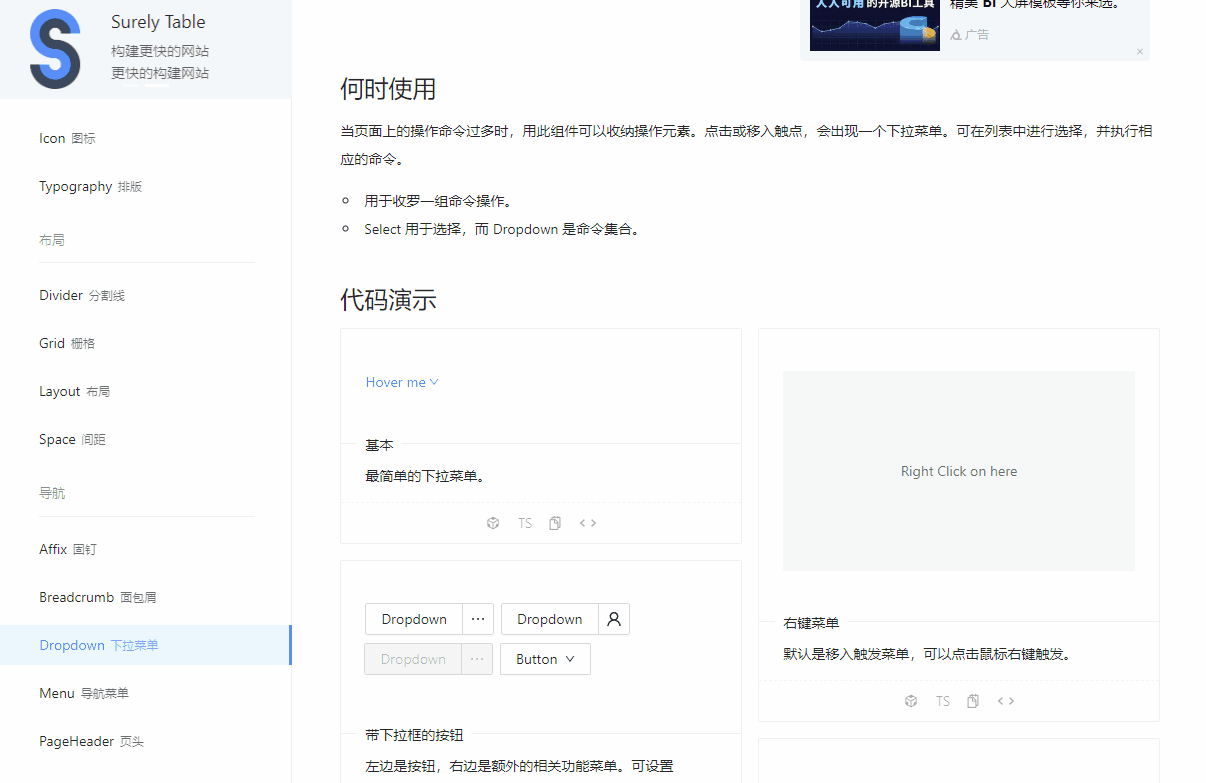 Surely Table
构建更快的网站
更快的构建网站
Icon 图标
Typography 排版
布局
Divider 分割线
Grid 栅格
Layout 布局
Space 间距
导航
Affix 固钉
Breadcrumb 面包屑
Dropdown 下拉菜单
Menu 导航菜单
PageHeader 页头
人人可用的开源BI工具
精美 BI 大屏模板等你来选。
广告
何时使用
当页面上的操作命令过多时，用此组件可以收纳操作元素。点击或移入触点，会出现一个下拉菜单。可在列表中进行选择，并执行相
应的命令。
用于收罗一组命令操作。
Select 用于选择，而 Dropdown 是命令集合。
代码演示
Hover me
基本
最简单的下拉菜单。
TS
Dropdown
Dropdown
Dropdown
Button
带下拉框的按钮
左边是按钮，右边是额外的相关功能菜单。可设置
Right Click on here
右键菜单
默认是移入触发菜单，可以点击鼠标右键触发。
TS